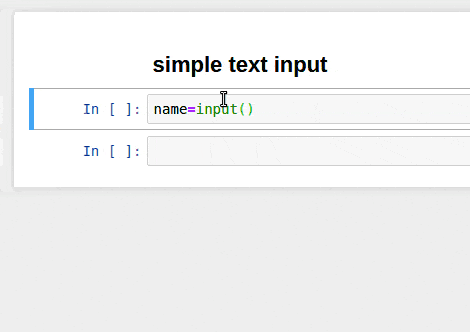 simple text input
In [ ]: name=input()
In [ ]: